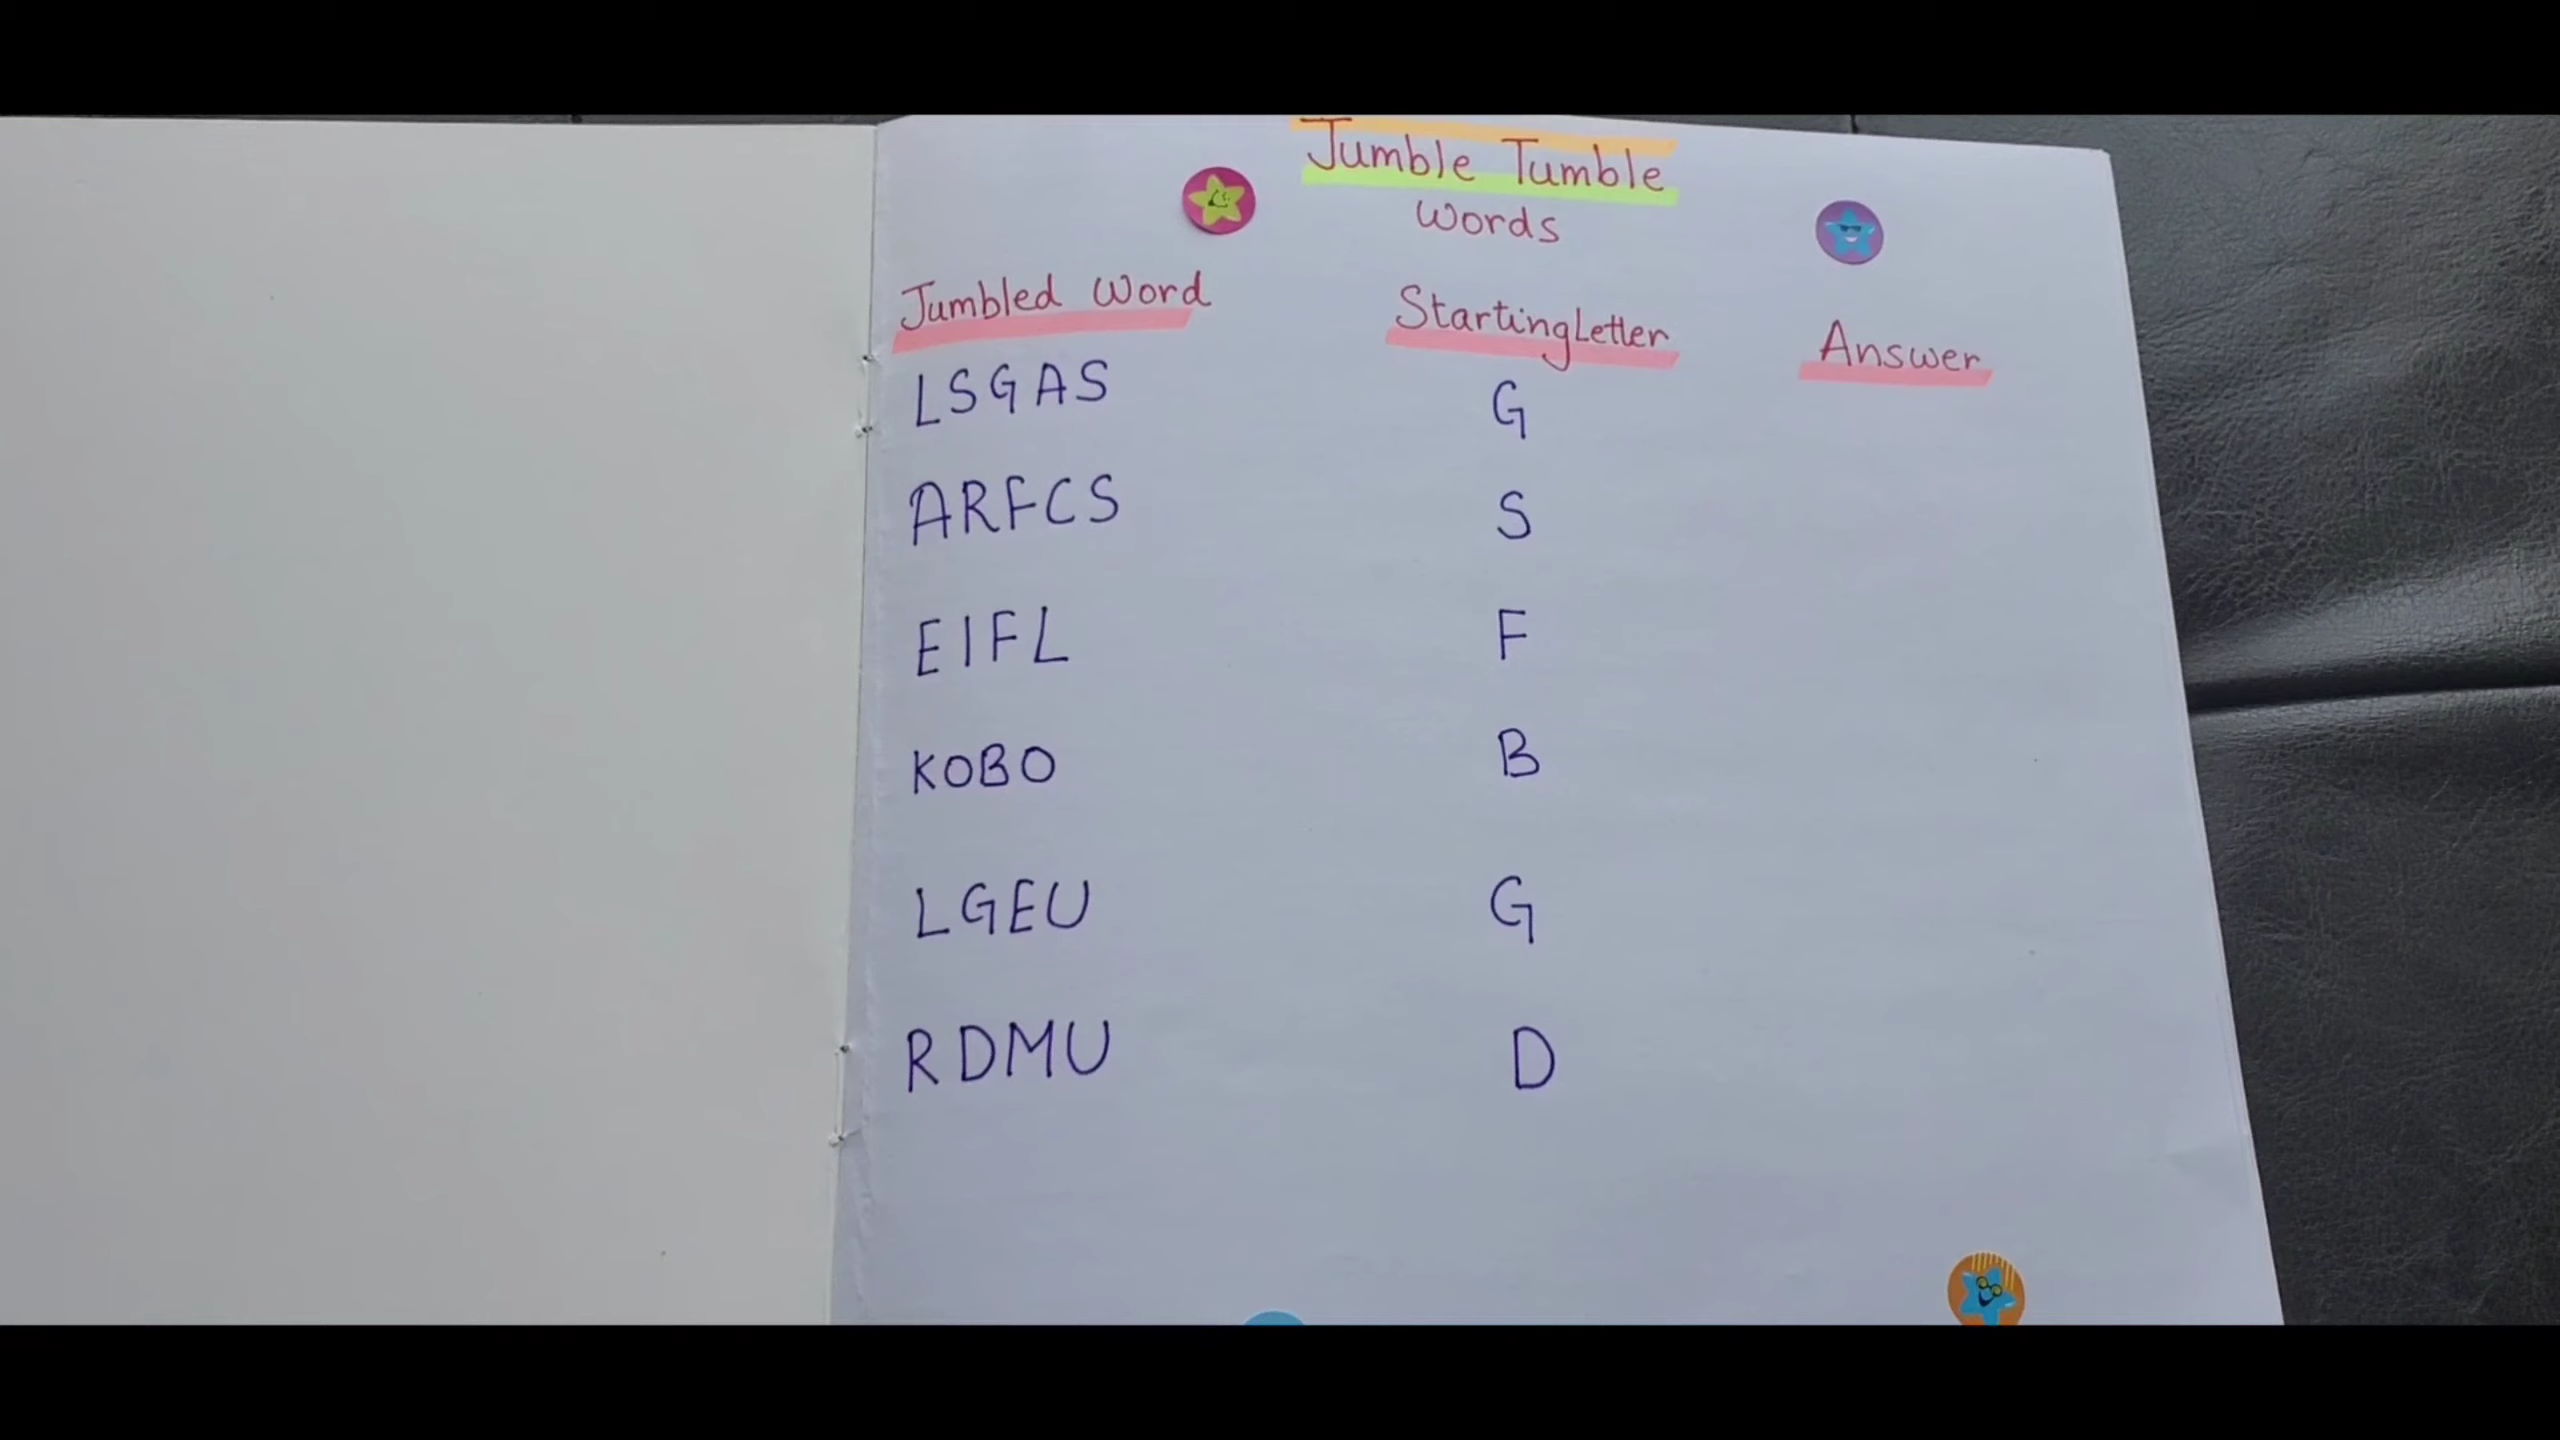 Jumble Tumble
Words
Jumbled Word Starting Letter Answer
LSGAS G
ARFCS S
EIFL F
KOBO B
LGEU G
RDMU D